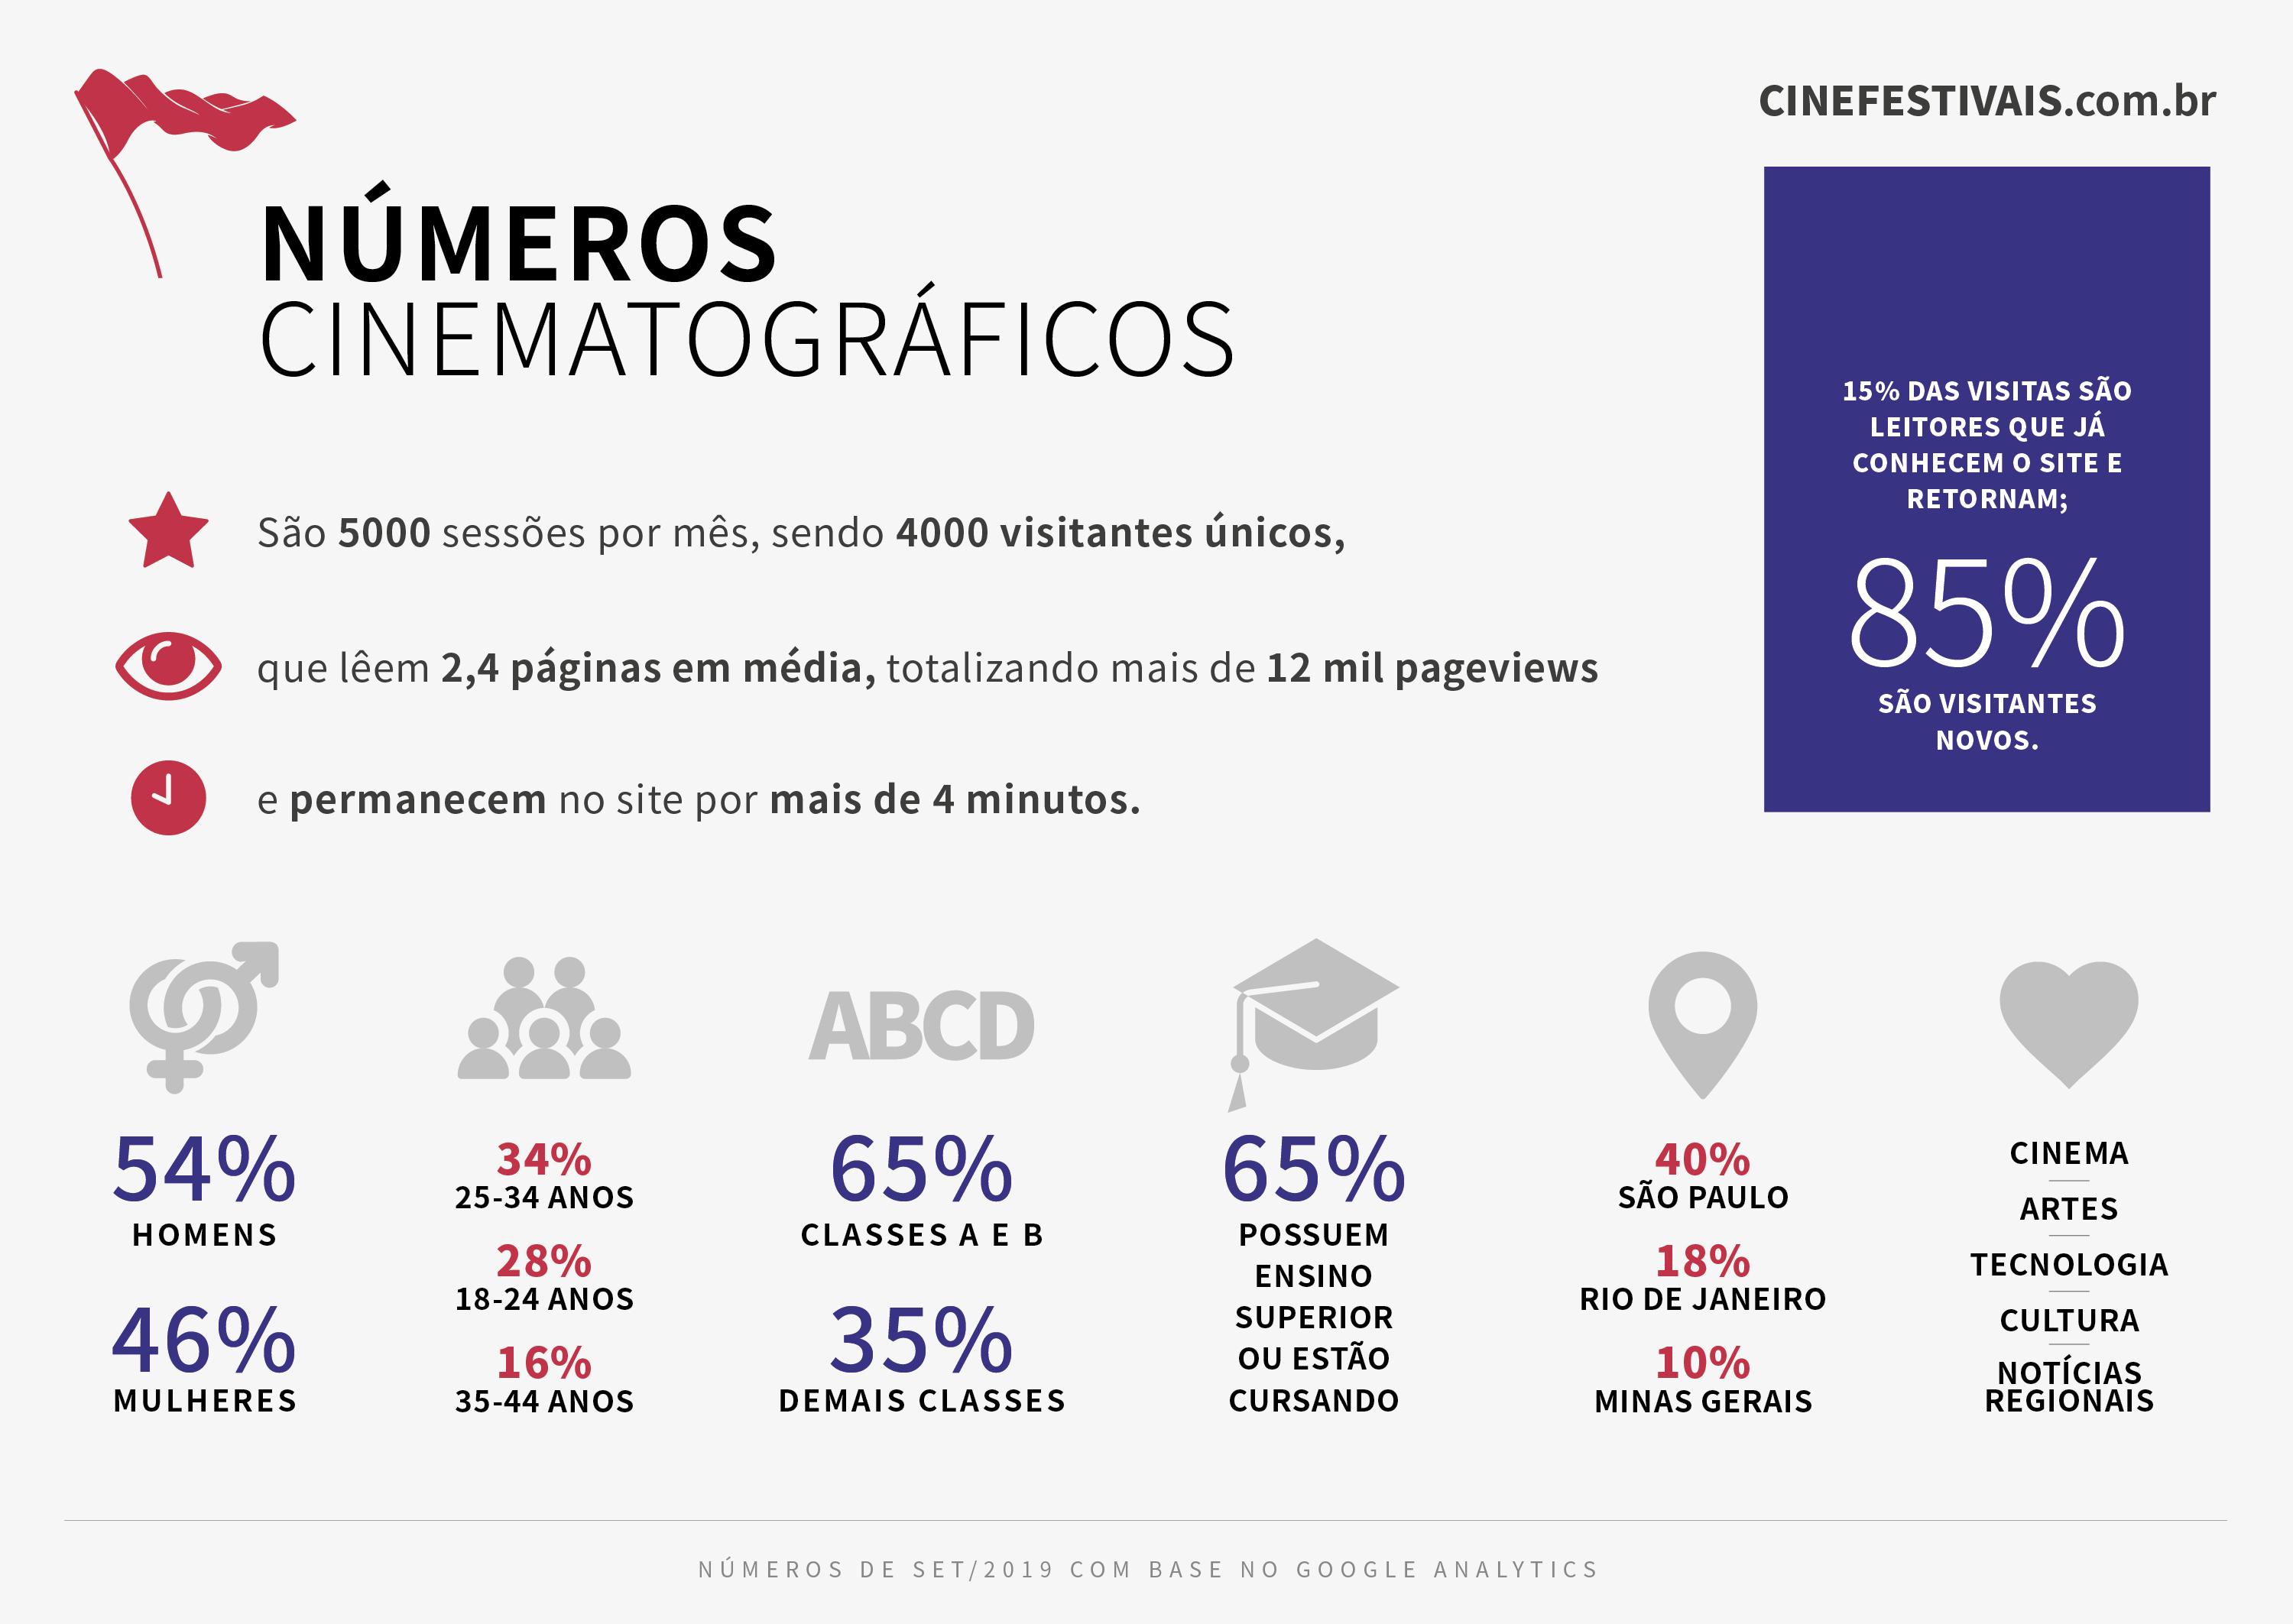 CINEFESTIVAIS.com.br
NÚMEROS
CINEMATOGRÁFICOS
São 5000 sessões por mês, sendo 4000 visitantes únicos,
que lêem 2,4 páginas em média, totalizando mais de 12 mil pageviews
e permanecem no site por mais de 4 minutos.
15% DAS VISITAS SÃO
LEITORES QUE JÁ
CONHECEM O SITE E
RETORNAM;
85%
SÃO VISITANTES
NOVOS.
54%
HOMENS
46%
MULHERES
34%
25-34 ANOS
28%
18-24 ANOS
16%
35-44 ANOS
ABCD
65%
CLASSES A E B
35%
DEMAIS CLASSES
65%
POSSUEM
ENSINO
SUPERIOR
OU ESTÃO
CURSANDO
40%
SÃO PAULO
18%
RIO DE JANEIRO
10%
MINAS GERAIS
CINEMA
ARTES
TECNOLOGIA
CULTURA
NOTÍCIAS
REGIONAIS
NÚMEROS DE SET/2019 COM BASE NO GOOGLE ANALYTICS